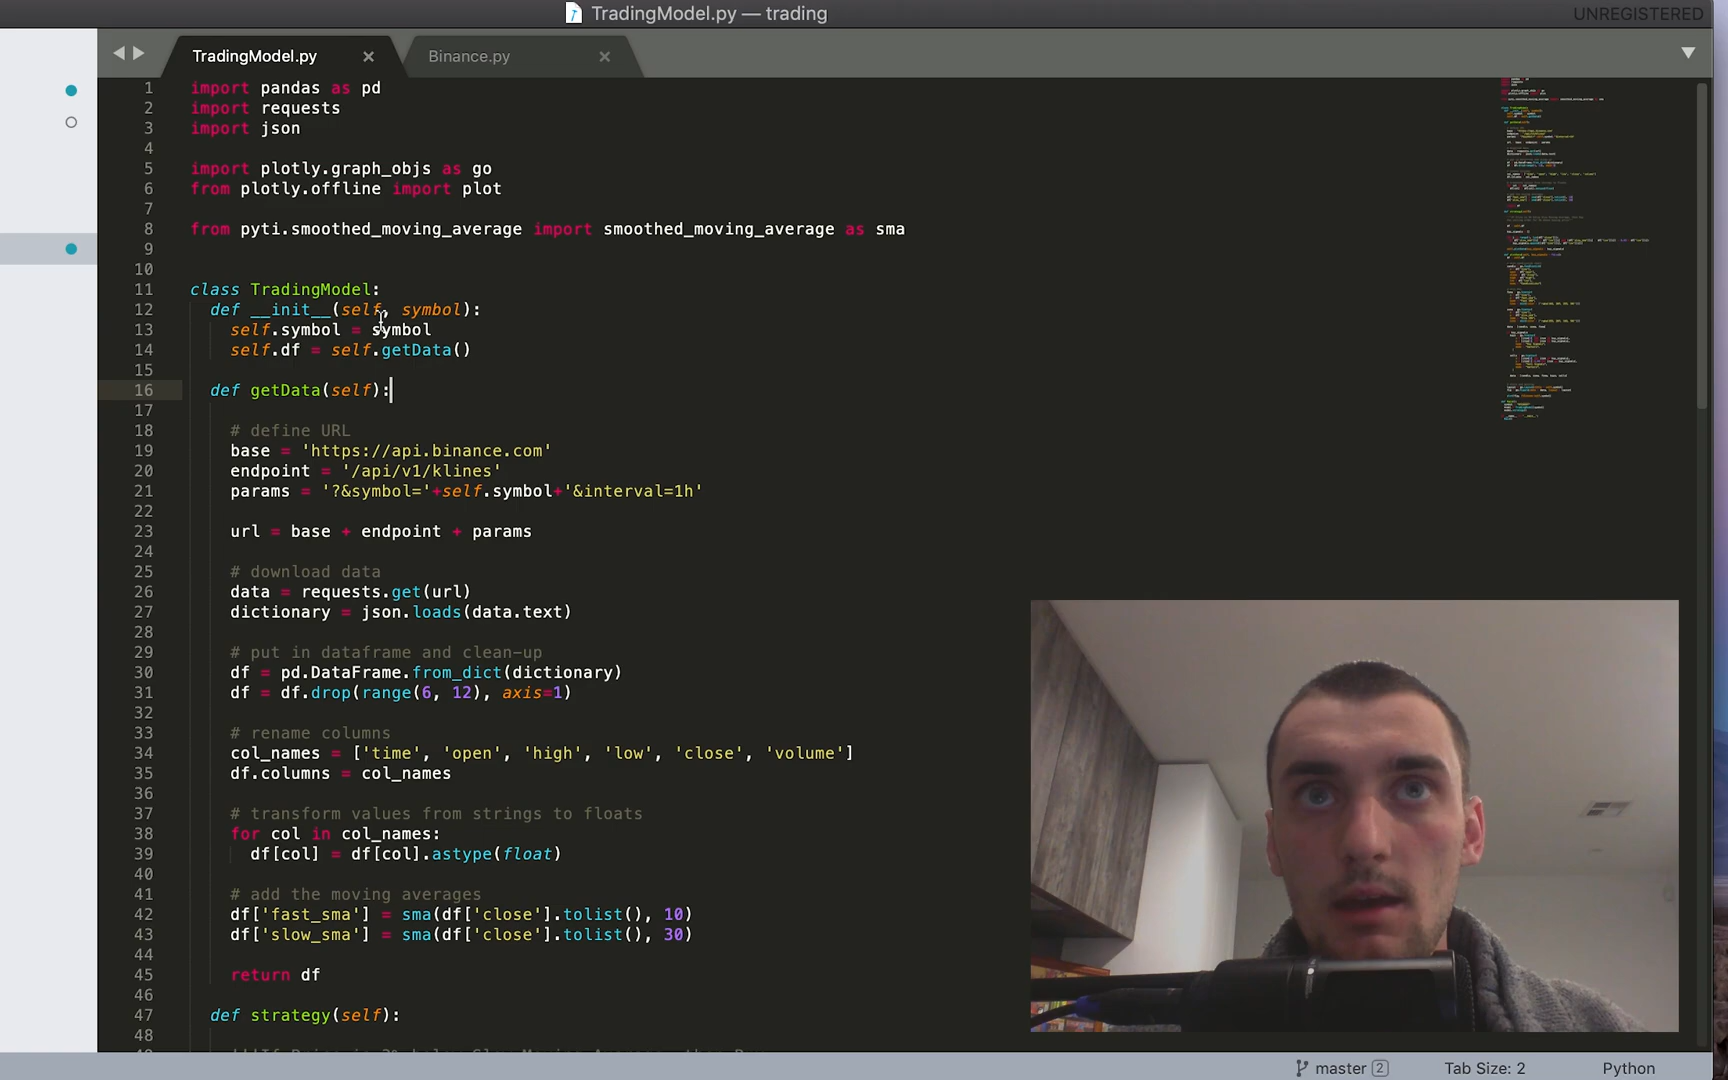 TradingModel.py — trading
UNREGISTERED
TradingModel.py
Binance.py
1 import pandas as pd
2 import requests
3 import json
4
5 import plotly.graph_objs as go
6 from plotly.offline import plot
7
8 from pyti.smoothed_moving_average import smoothed_moving_average as sma
9
10
11 class TradingModel:
12 def __init__(self, symbol):
13 self.symbol = symbol
14 self.df = self.getData()
15
16 def getData(self):
17
18 # define URL
19 base = 'https://api.binance.com'
20 endpoint = '/api/v1/klines'
21 params = '?&symbol='+self.symbol+'&interval=1h'
22
23 url = base + endpoint + params
24
25 # download data
26 data = requests.get(url)
27 dictionary = json.loads(data.text)
28
29 # put in dataframe and clean-up
30 df = pd.DataFrame.from_dict(dictionary)
31 df = df.drop(range(6, 12), axis=1)
32
33 # rename columns
34 col_names = ['time', 'open', 'high', 'low', 'close', 'volume']
35 df.columns = col_names
36
37 # transform values from strings to floats
38 for col in col_names:
39 df[col] = df[col].astype(float)
40
41 # add the moving averages
42 df['fast_sma'] = sma(df['close'].tolist(), 10)
43 df['slow_sma'] = sma(df['close'].tolist(), 30)
44
45 return df
46
47 def strategy(self):
48
master 2
Tab Size: 2
Python